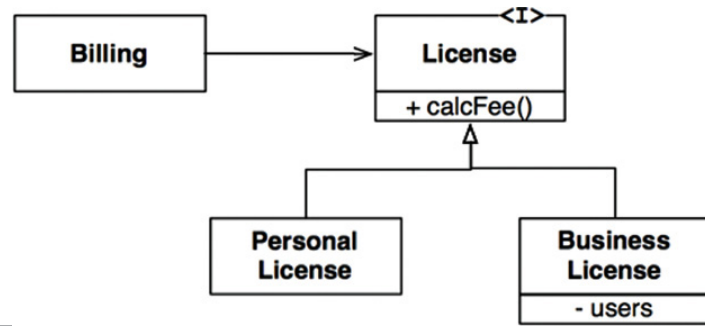 <I>
Billing
License
+ calcFee()
Personal
License
Business
License
- users